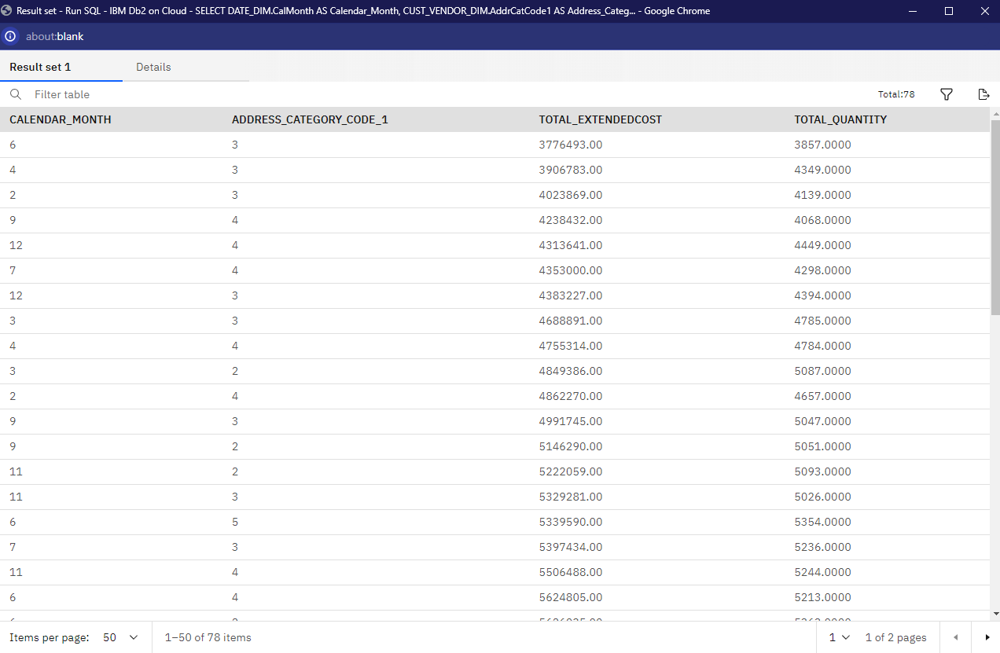 Result set - Run SQL - IBM Db2 on Cloud - SELECT DATE_DIM.CalMonth AS Calendar_Month, CUST_VENDOR_DIM.AddrCatCode1 AS Address_Categ... - Google Chrome
about:blank
Result set 1 Details
Filter table Total:78
CALENDAR_MONTH ADDRESS_CATEGORY_CODE_1 TOTAL_EXTENDEDCOST TOTAL_QUANTITY
6 3 3776493.00 3857.0000
4 3 3906783.00 4349.0000
2 3 4023869.00 4139.0000
9 4 4238432.00 4068.0000
12 4 4313641.00 4449.0000
7 4 4353000.00 4298.0000
12 3 4383227.00 4394.0000
3 3 4688891.00 4785.0000
4 4 4755314.00 4784.0000
3 2 4849386.00 5087.0000
2 4 4862270.00 4657.0000
9 3 4991745.00 5047.0000
9 2 5146290.00 5051.0000
11 2 5222059.00 5093.0000
11 3 5329281.00 5026.0000
6 5 5339590.00 5354.0000
7 3 5397434.00 5236.0000
11 4 5506488.00 5244.0000
6 4 5624805.00 5213.0000
Items per page: 50 1–50 of 78 items 1 1 of 2 pages